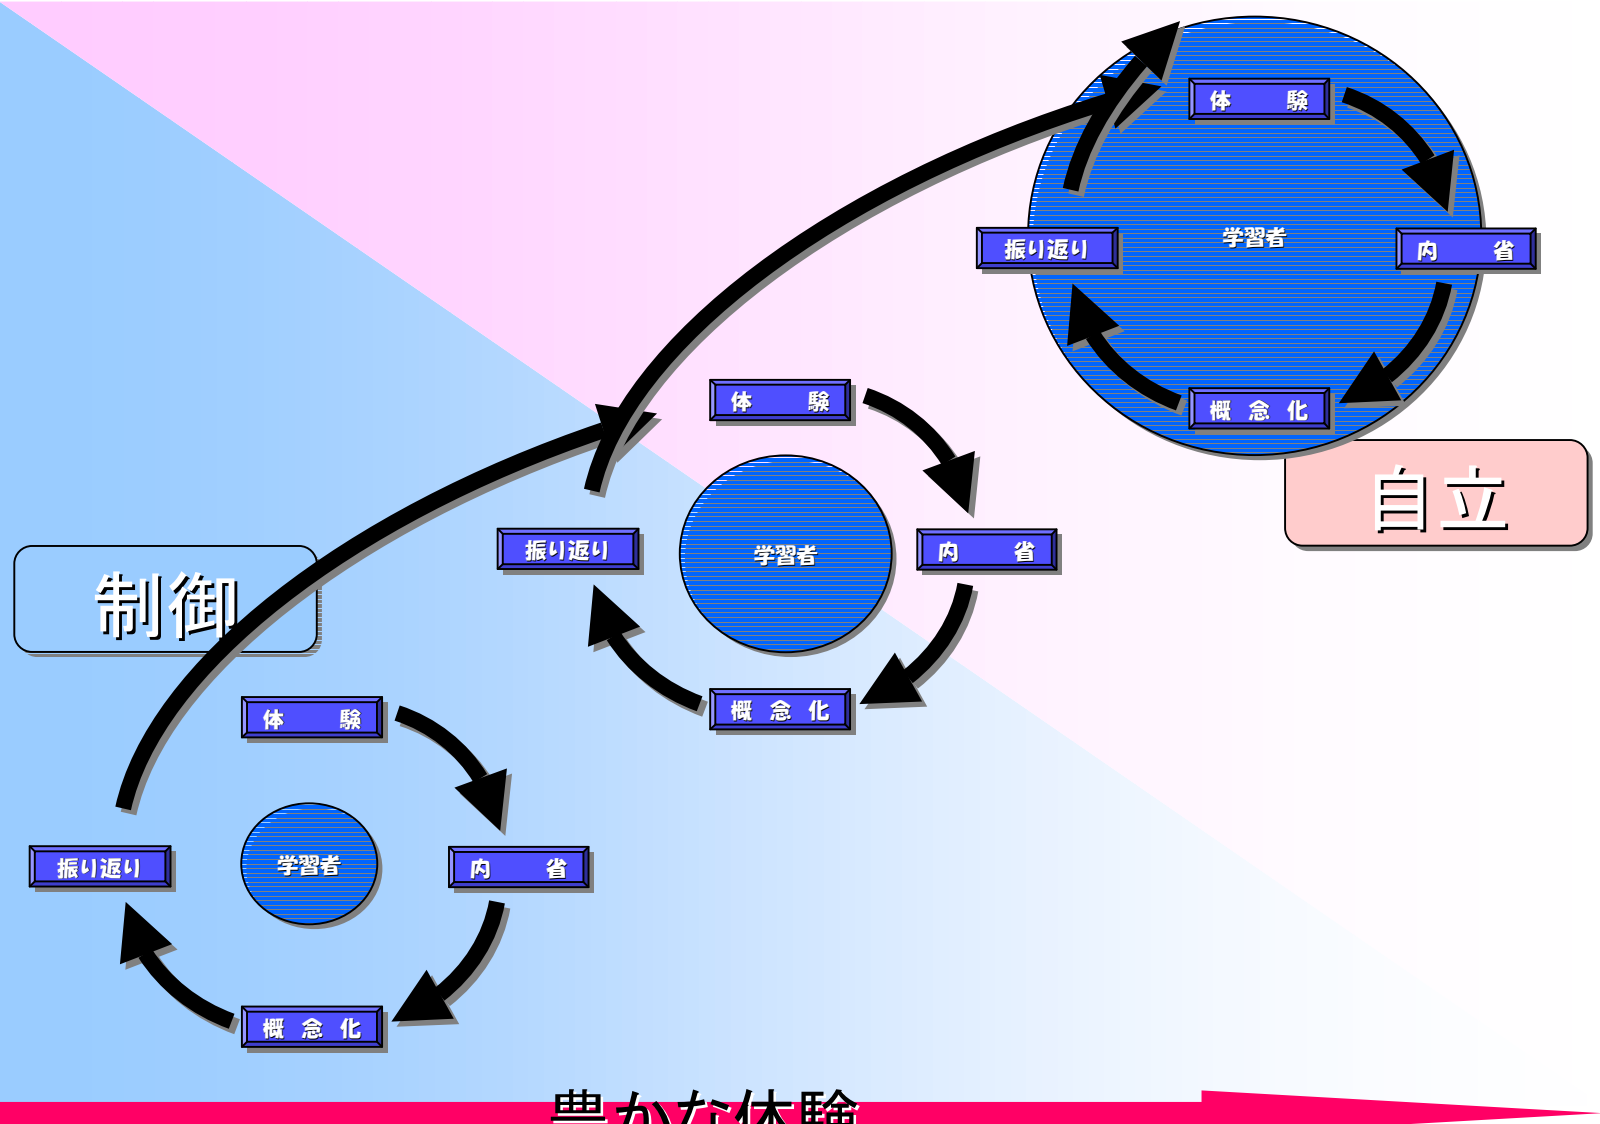 体 験
振り返り
学習者
内 省
概 念 化
自立
体 験
振り返り
学習者
内 省
概 念 化
制御
体 験
振り返り
学習者
内 省
概 念 化
豊かな体験